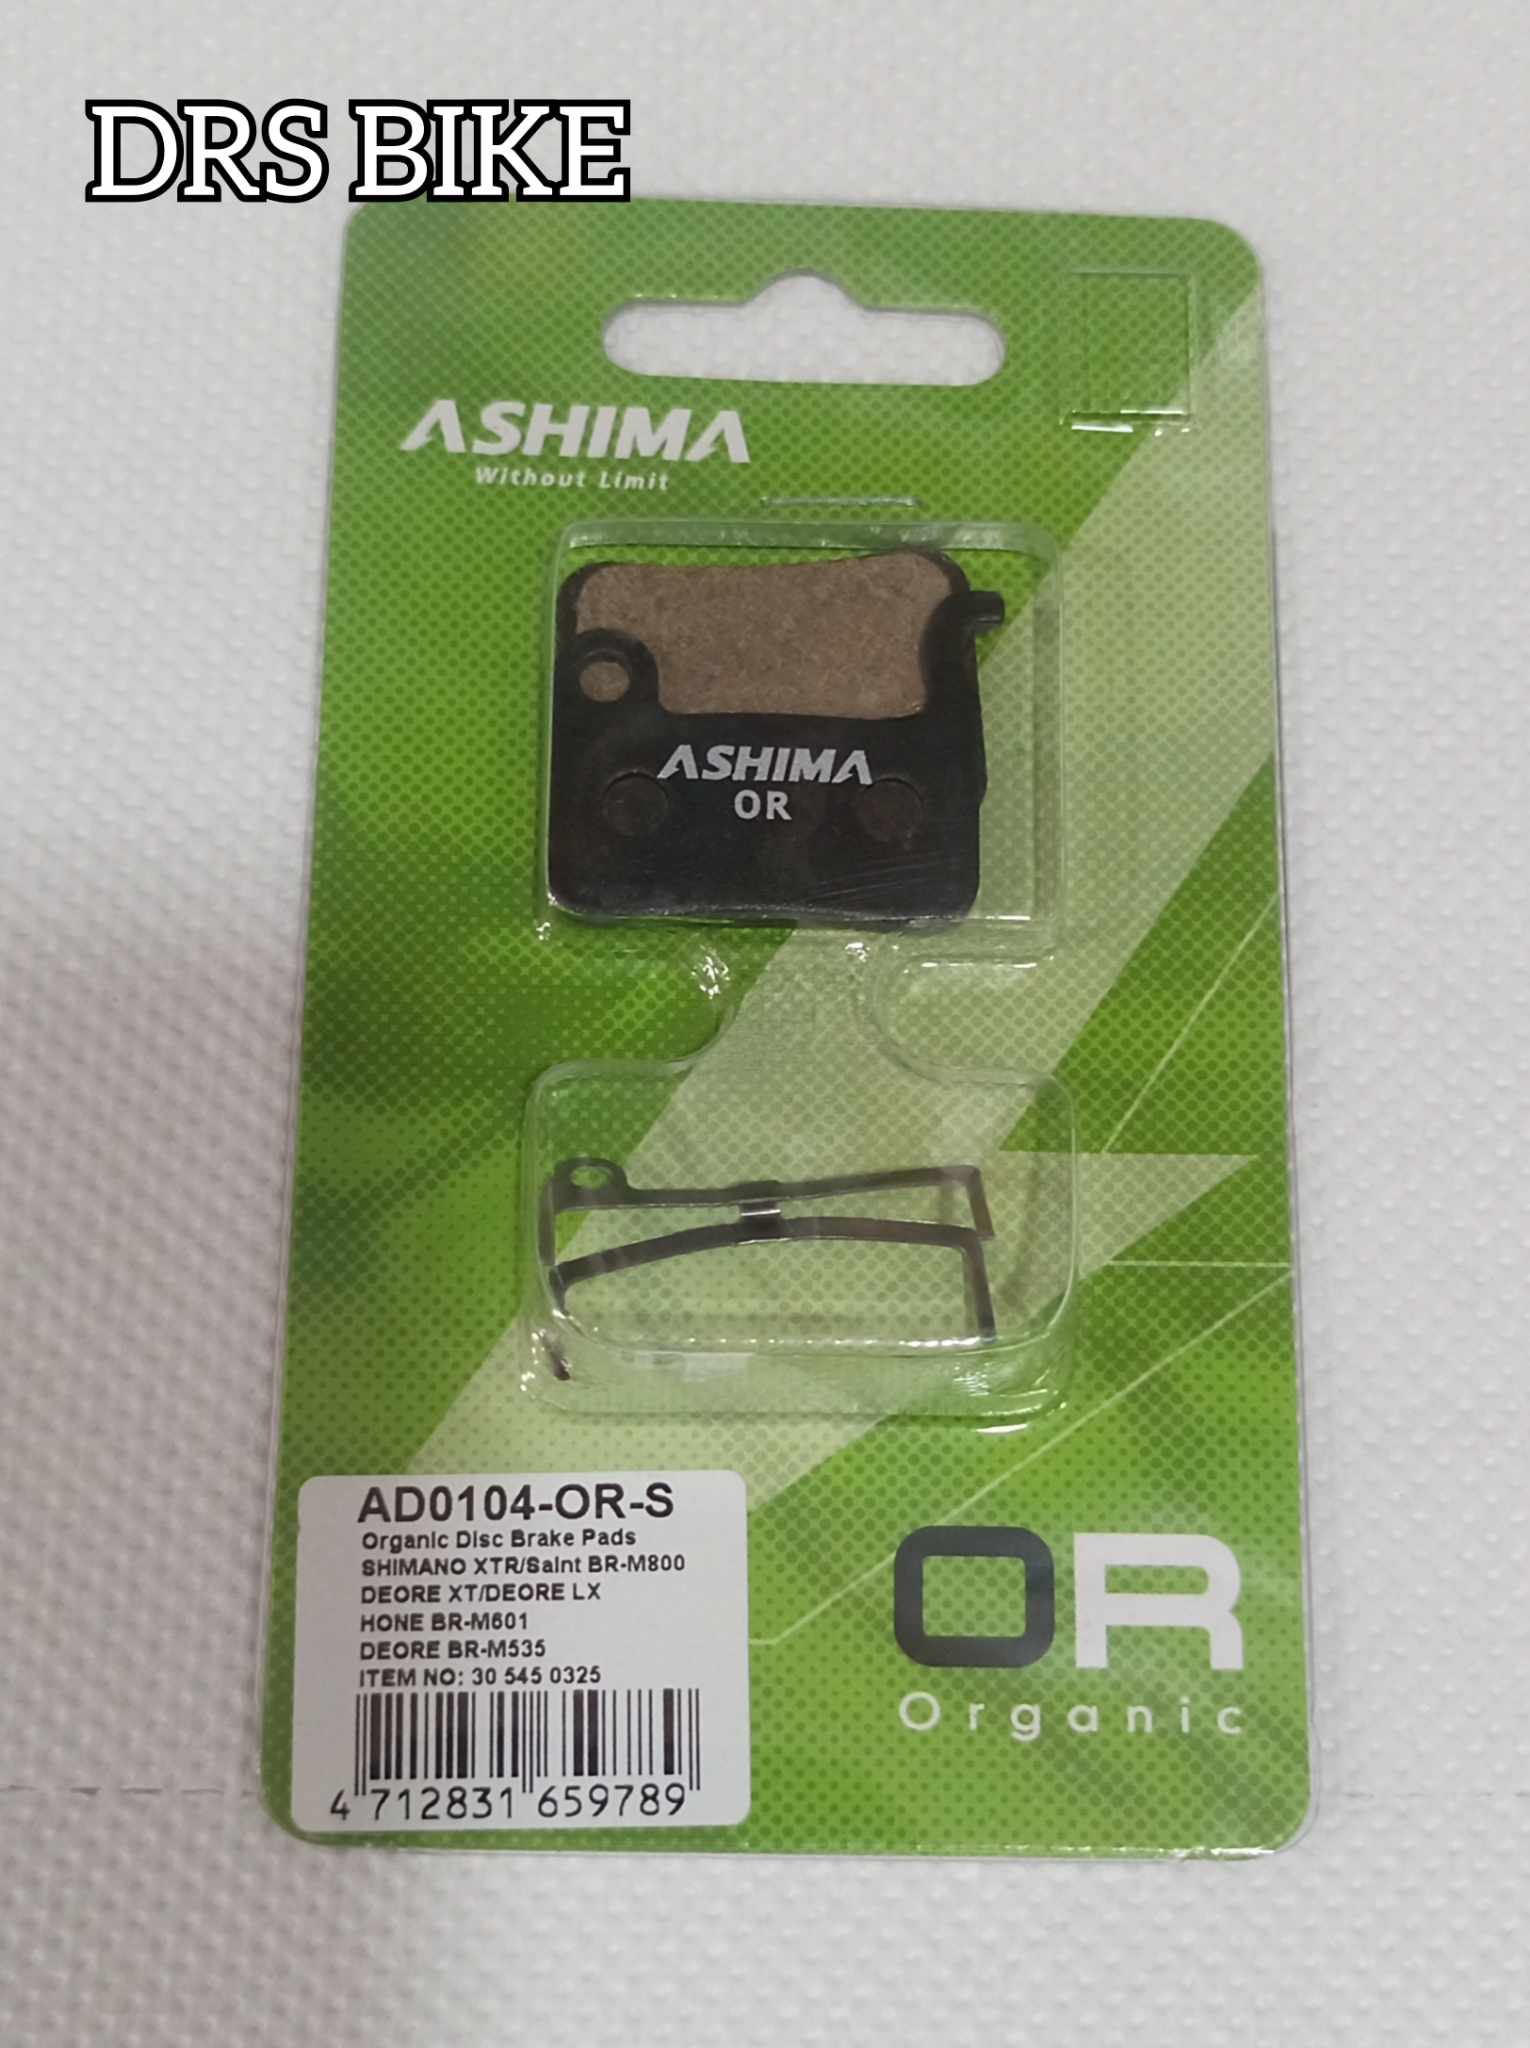 DRS BIKE
ASHIMA
Without Limit
ASHIMA
OR
AD0104-OR-S
Organic Disc Brake Pads
SHIMANO XTR/Saint BR-M800
DEORE XT/DEORE LX
HONE BR-M601
DEORE BR-M535
ITEM NO: 30 545 0325
4 712831 659789
OR
Organic